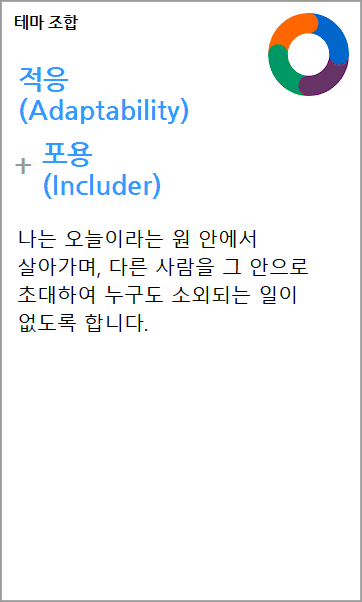 테마 조합
적응
(Adaptability)
+ 포용
(Includer)
나는 오늘이라는 원 안에서
살아가며, 다른 사람을 그 안으로
초대하여 누구도 소외되는 일이
없도록 합니다.